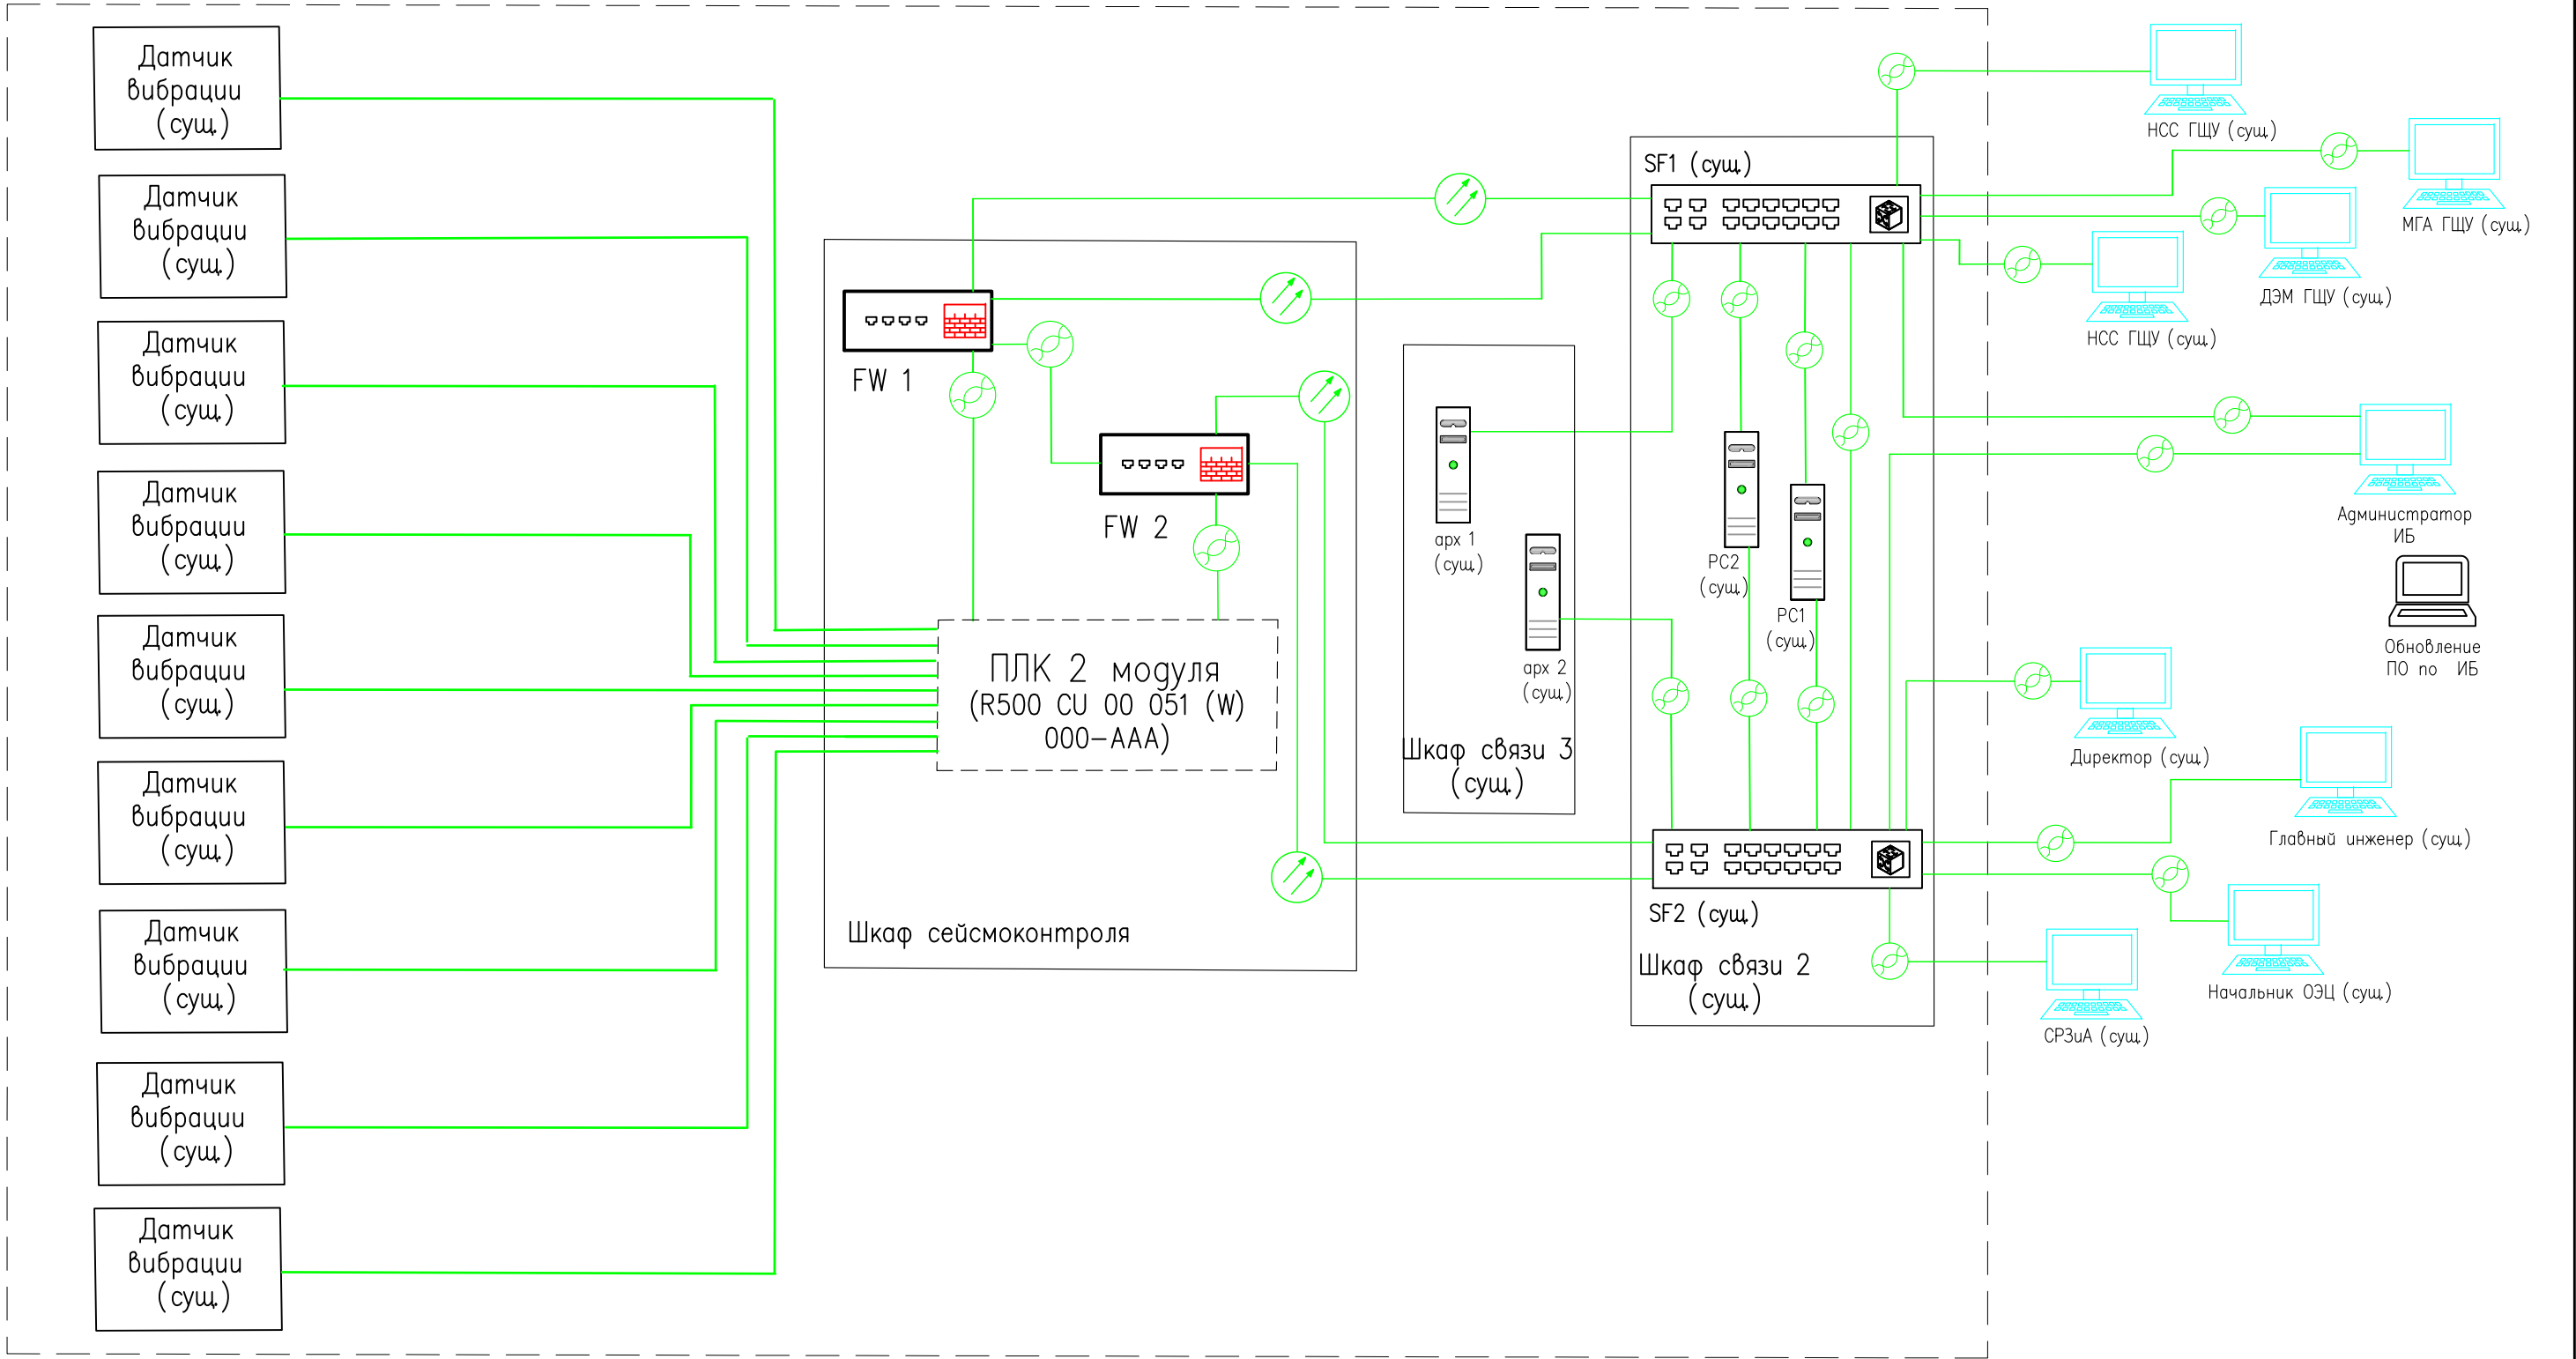 Датчик
вибрации
(сущ.)
Датчик
вибрации
(сущ.)
Датчик
вибрации
(сущ.)
Датчик
вибрации
(сущ.)
Датчик
вибрации
(сущ.)
Датчик
вибрации
(сущ.)
Датчик
вибрации
(сущ.)
Датчик
вибрации
(сущ.)
Датчик
вибрации
(сущ.)
FW 1
FW 2
ПЛК 2 модуля
(R500 CU 00 051 (W)
000-AAA)
Шкаф сейсмоконтроля
арх 1
(сущ.)
арх 2
(сущ.)
Шкаф связи 3
(сущ.)
SF1 (сущ.)
PC2
(сущ.)
PC1
(сущ.)
SF2 (сущ.)
Шкаф связи 2
(сущ.)
НСС ГЩУ (сущ.)
МГА ГЩУ (сущ.)
ДЭМ ГЩУ (сущ.)
НСС ГЩУ (сущ.)
Администратор
ИБ
Обновление
ПО по ИБ
Директор (сущ.)
Главный инженер (сущ.)
Начальник ОЭЦ (сущ.)
СРЗиА (сущ.)